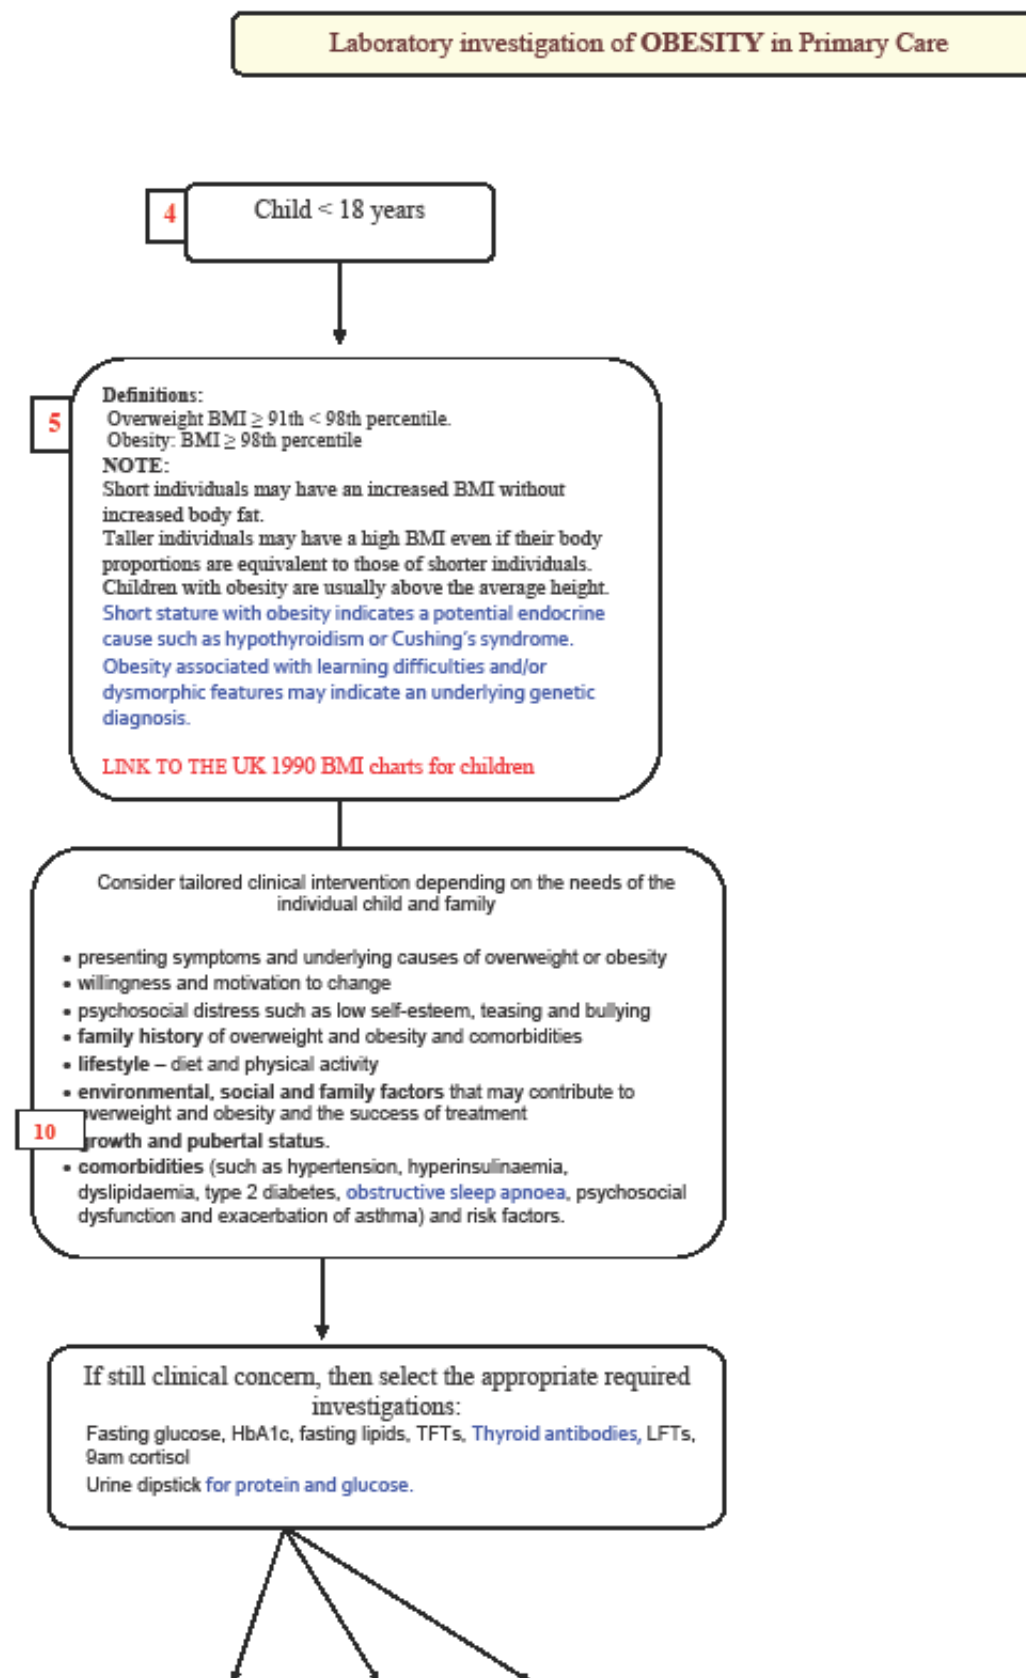 Laboratory investigation of OBESITY in Primary Care
4
Child < 18 years
5
Definitions:
Overweight BMI ≥ 91th < 98th percentile.
Obesity: BMI ≥ 98th percentile
NOTE:
Short individuals may have an increased BMI without
increased body fat.
Taller individuals may have a high BMI even if their body
proportions are equivalent to those of shorter individuals.
Children with obesity are usually above the average height.
Short stature with obesity indicates a potential endocrine
cause such as hypothyroidism or Cushing's syndrome.
Obesity associated with learning difficulties and/or
dysmorphic features may indicate an underlying genetic
diagnosis.
LINK TO THE UK 1990 BMI charts for children
Consider tailored clinical intervention depending on the needs of the
individual child and family
• presenting symptoms and underlying causes of overweight or obesity
• willingness and motivation to change
• psychosocial distress such as low self-esteem, teasing and bullying
• family history of overweight and obesity and comorbidities
• lifestyle – diet and physical activity
• environmental, social and family factors that may contribute to
overweight and obesity and the success of treatment
10
growth and pubertal status.
• comorbidities (such as hypertension, hyperinsulinaemia,
dyslipidaemia, type 2 diabetes, obstructive sleep apnoea, psychosocial
dysfunction and exacerbation of asthma) and risk factors.
If still clinical concern, then select the appropriate required
investigations:
Fasting glucose, HbA1c, fasting lipids, TFTs, Thyroid antibodies, LFTs,
9am cortisol
Urine dipstick for protein and glucose.